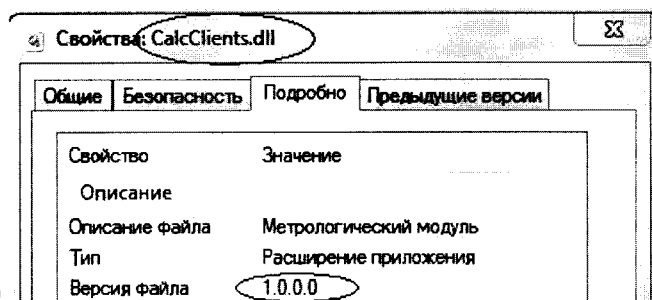 Свойства: CalcClients.dll
Общие Безопасность Подробно Предыдущие версии
Свойство Значение
Описание
Описание файла Метрологический модуль
Тип Расширение приложения
Версия файла 1.0.0.0